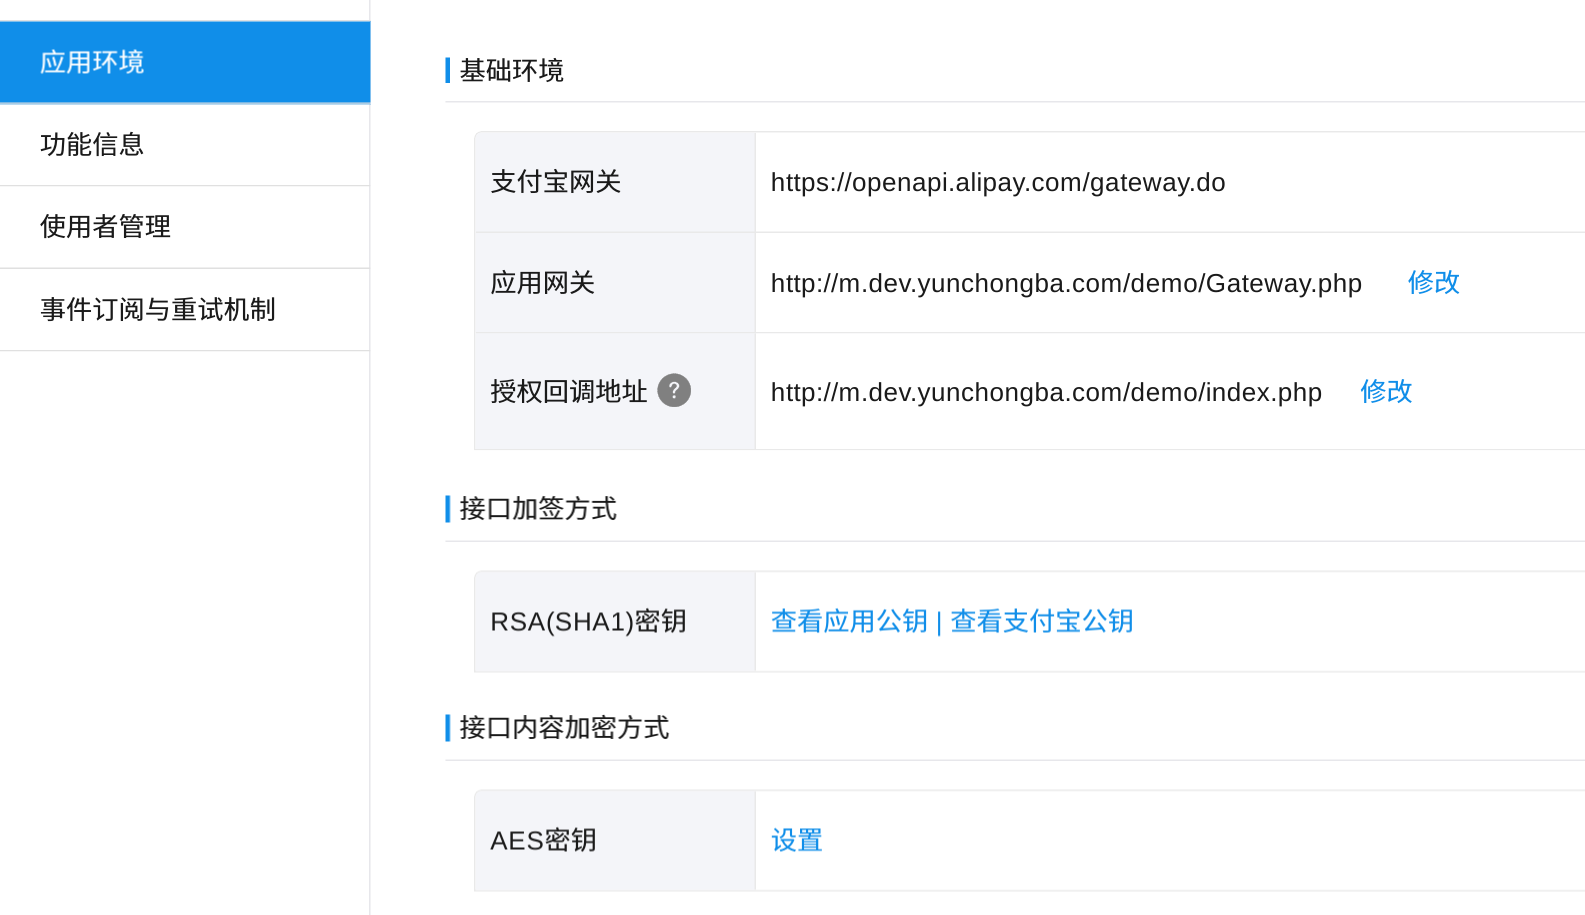 应用环境
功能信息
使用者管理
事件订阅与重试机制
基础环境
支付宝网关 https://openapi.alipay.com/gateway.do
应用网关 http://m.dev.yunchongba.com/demo/Gateway.php 修改
授权回调地址 ? http://m.dev.yunchongba.com/demo/index.php 修改
接口加签方式
RSA(SHA1)密钥 查看应用公钥 | 查看支付宝公钥
接口内容加密方式
AES密钥 设置